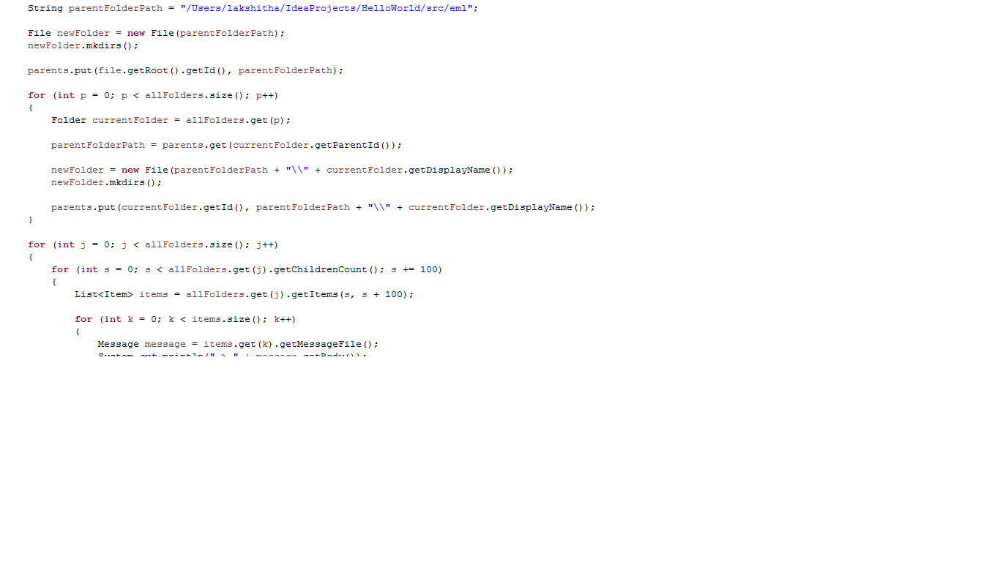 String parentFolderPath = "/Users/lakshitha/IdeaProjects/HelloWorld/src/eml";
File newFolder = new File(parentFolderPath);
newFolder.mkdirs();
parents.put(file.getRoot().getId(), parentFolderPath);
for (int p = 0; p < allFolders.size(); p++)
{
Folder currentFolder = allFolders.get(p);
parentFolderPath = parents.get(currentFolder.getParentId());
newFolder = new File(parentFolderPath + "\\" + currentFolder.getDisplayName());
newFolder.mkdirs();
parents.put(currentFolder.getId(), parentFolderPath + "\\" + currentFolder.getDisplayName());
}
for (int j = 0; j < allFolders.size(); j++)
{
for (int s = 0; s < allFolders.get(j).getChildrenCount(); s += 100)
{
List<Item> items = allFolders.get(j).getItems(s, s + 100);
for (int k = 0; k < items.size(); k++)
{
Message message = items.get(k).getMessageFile();
System.out.println(" > " + message.getBody());